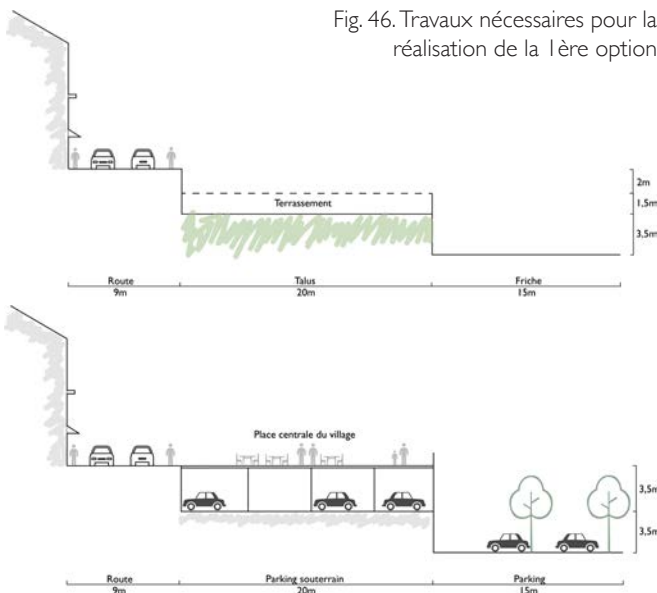 Fig. 46. Travaux nécessaires pour la
réalisation de la 1ère option
2m
Terrassement
1,5m
3,5m
Route
Talus
Friche
9m
20m
15m
Place centrale du village
3,5m
3,5m
Route
Parking souterrain
Parking
9m
20m
15m